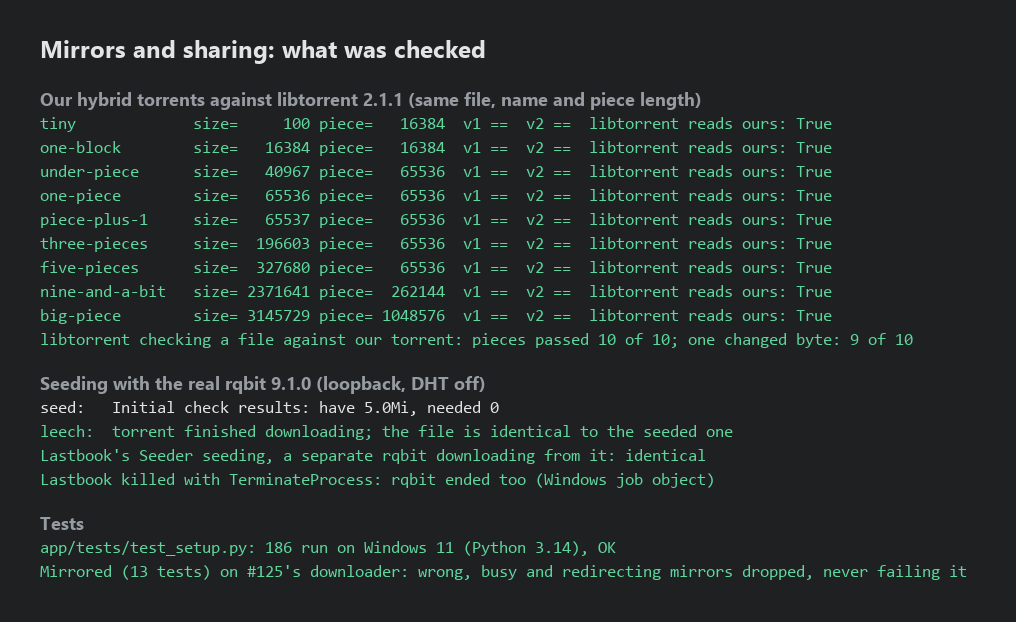 Mirrors and sharing: what was checked
Our hybrid torrents against libtorrent 2.1.1 (same file, name and piece length)
tiny             size=     100 piece=   16384  v1 ==  v2 ==  libtorrent reads ours: True
one-block        size=   16384 piece=   16384  v1 ==  v2 ==  libtorrent reads ours: True
under-piece      size=   40967 piece=   65536  v1 ==  v2 ==  libtorrent reads ours: True
one-piece        size=   65536 piece=   65536  v1 ==  v2 ==  libtorrent reads ours: True
piece-plus-1     size=   65537 piece=   65536  v1 ==  v2 ==  libtorrent reads ours: True
three-pieces     size=  196603 piece=   65536  v1 ==  v2 ==  libtorrent reads ours: True
five-pieces      size=  327680 piece=   65536  v1 ==  v2 ==  libtorrent reads ours: True
nine-and-a-bit   size= 2371641 piece=  262144  v1 ==  v2 ==  libtorrent reads ours: True
big-piece        size= 3145729 piece= 1048576  v1 ==  v2 ==  libtorrent reads ours: True
libtorrent checking a file against our torrent: pieces passed 10 of 10; one changed byte: 9 of 10
Seeding with the real rqbit 9.1.0 (loopback, DHT off)
seed:   Initial check results: have 5.0Mi, needed 0
leech:  torrent finished downloading; the file is identical to the seeded one
Lastbook's Seeder seeding, a separate rqbit downloading from it: identical
Lastbook killed with TerminateProcess: rqbit ended too (Windows job object)
Tests
app/tests/test_setup.py: 186 run on Windows 11 (Python 3.14), OK
Mirrored (13 tests) on #125's downloader: wrong, busy and redirecting mirrors dropped, never failing it